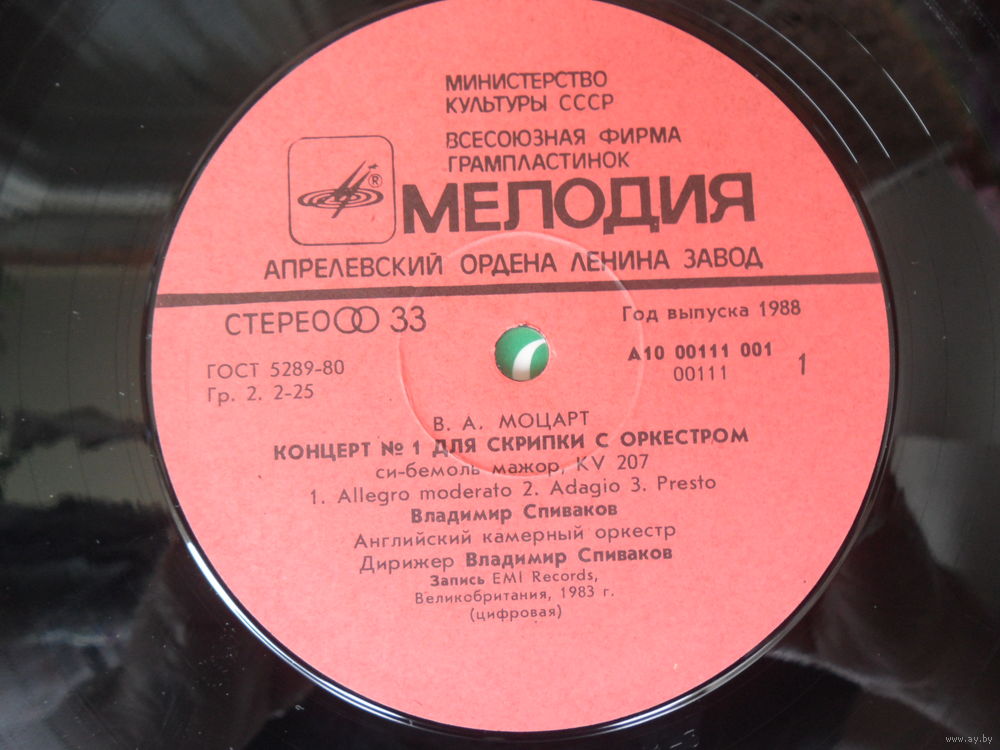 МИНИСТЕРСТВО
КУЛЬТУРЫ СССР
ВСЕСОЮЗНАЯ ФИРМА
ГРАМПЛАСТИНОК
®
МЕЛОДИЯ
АПРЕЛЕВСКИЙ ОРДЕНА ЛЕНИНА ЗАВОД
СТЕРЕО 33
Год выпуска 1988
ГОСТ 5289-80
Гр. 2. 2-25
А10 00111 001
00111
1
В. А. МОЦАРТ
КОНЦЕРТ № 1 ДЛЯ СКРИПКИ С ОРКЕСТРОМ
си-бемоль мажор, KV 207
1. Allegro moderato 2. Adagio 3. Presto
Владимир Спиваков
Английский камерный оркестр
Дирижер Владимир Спиваков
Запись EMI Records,
Великобритания, 1983 г.
(цифровая)
www.ay.by